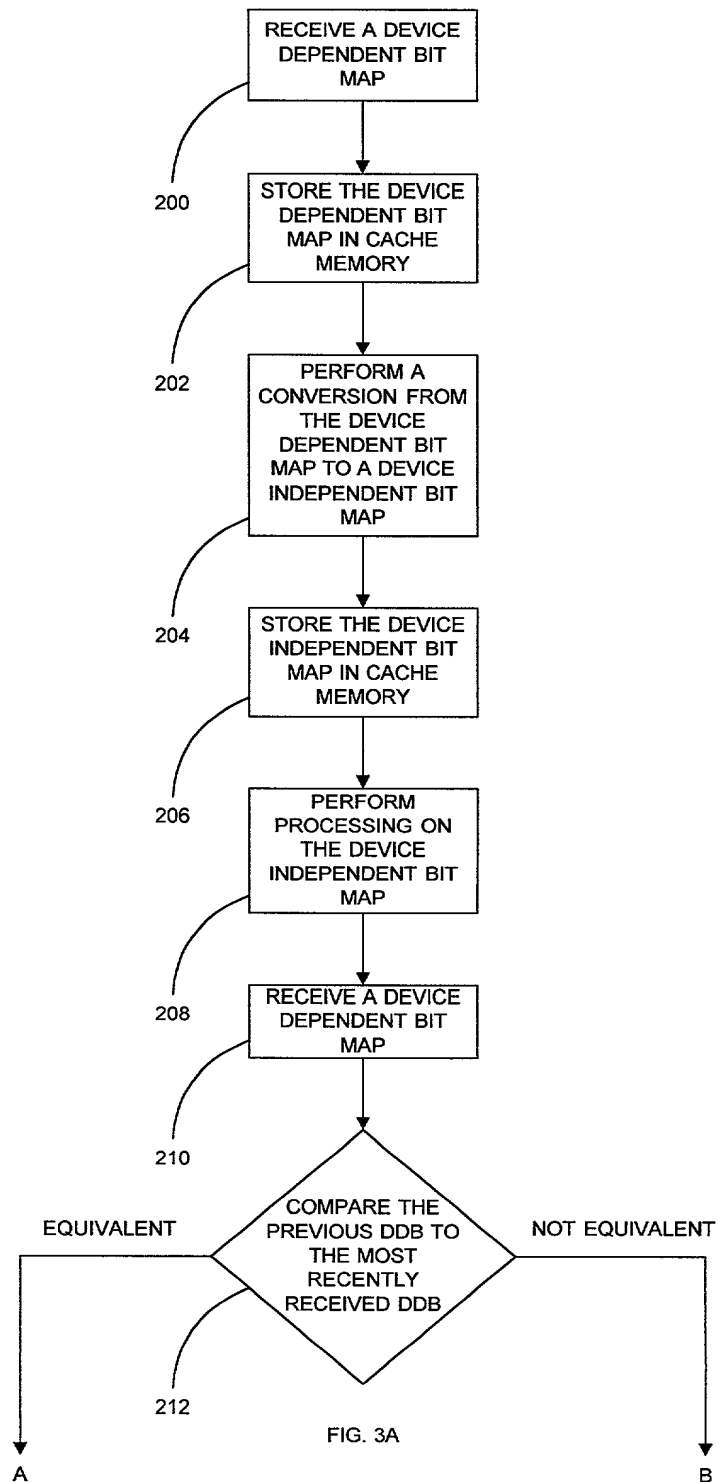 RECEIVE A DEVICE
DEPENDENT BIT
MAP
200
STORE THE DEVICE
DEPENDENT BIT
MAP IN CACHE
MEMORY
202
PERFORM A
CONVERSION FROM
THE DEVICE
DEPENDENT BIT
MAP TO A DEVICE
INDEPENDENT BIT
MAP
204
STORE THE DEVICE
INDEPENDENT BIT
MAP IN CACHE
MEMORY
206
PERFORM
PROCESSING ON
THE DEVICE
INDEPENDENT BIT
MAP
208
RECEIVE A DEVICE
DEPENDENT BIT
MAP
210
COMPARE THE
PREVIOUS DDB TO
THE MOST
RECENTLY
RECEIVED DDB
EQUIVALENT
NOT EQUIVALENT
212
FIG. 3A
A
B